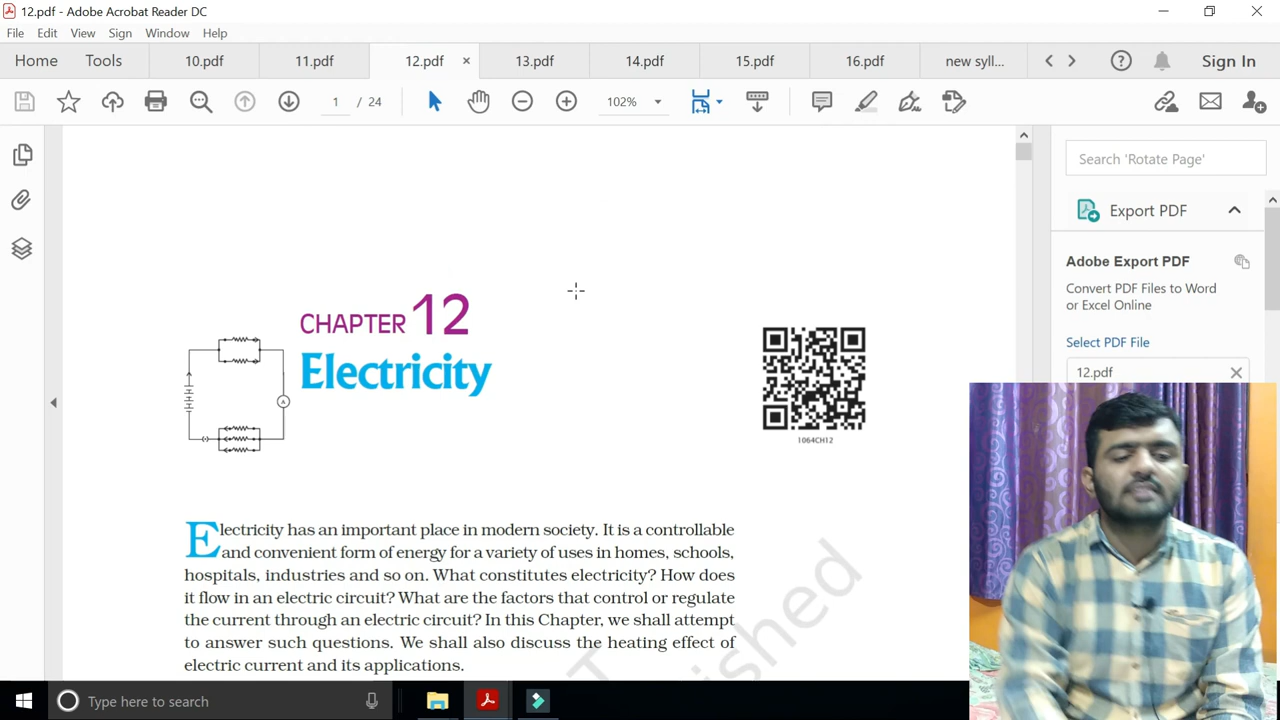 12.pdf - Adobe Acrobat Reader DC
File Edit View Sign Window Help
Home Tools 10.pdf 11.pdf 12.pdf 13.pdf 14.pdf 15.pdf 16.pdf new syll... Sign In
1 / 24 102%
Search 'Rotate Page'
Export PDF
Adobe Export PDF
Convert PDF Files to Word
or Excel Online
Select PDF File
12.pdf
CHAPTER 12
Electricity
A
1064CH12
Electricity has an important place in modern society. It is a controllable
and convenient form of energy for a variety of uses in homes, schools,
hospitals, industries and so on. What constitutes electricity? How does
it flow in an electric circuit? What are the factors that control or regulate
the current through an electric circuit? In this Chapter, we shall attempt
to answer such questions. We shall also discuss the heating effect of
electric current and its applications.
Type here to search